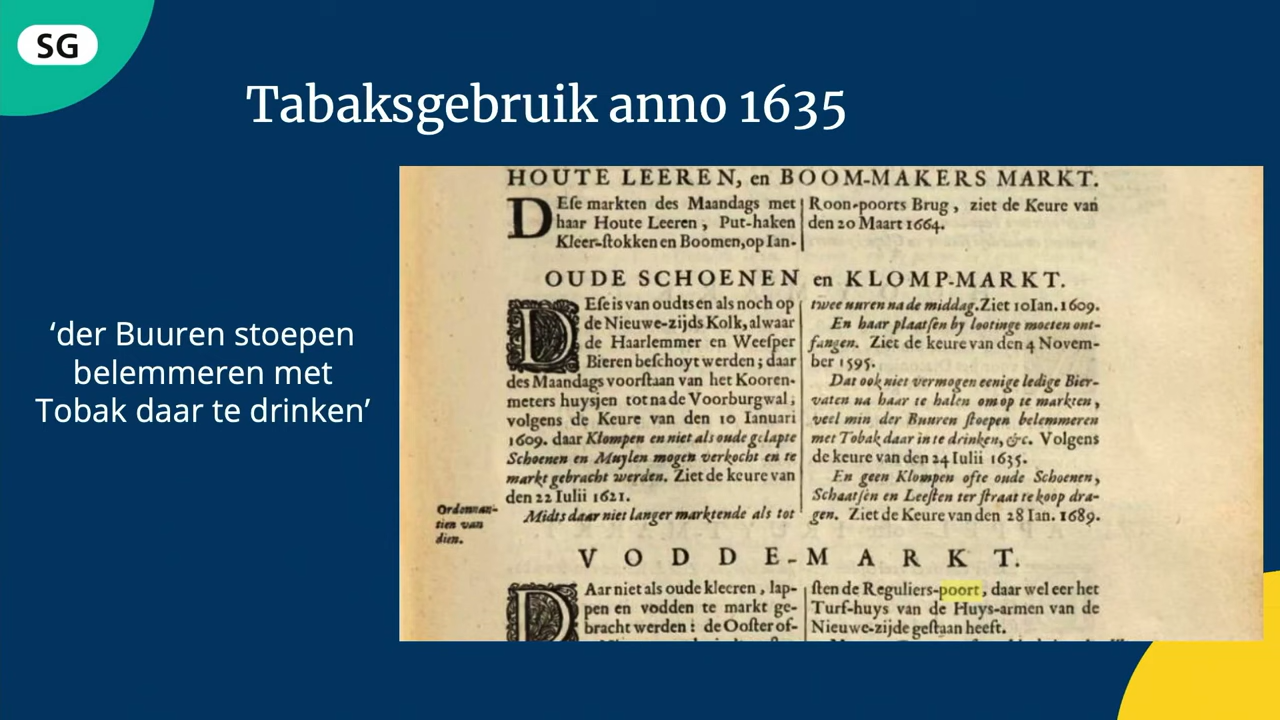 SG
Tabaksgebruik anno 1635
‘der Buuren stoepen
belemmeren met
Tobak daar te drinken’
HOUTE LEEREN, en BOOM-MAKERS MARKT.
DEſe markten des Maandags met
haar Houte Leeren, Put-haken
Kleer-ſtokken en Boomen, op Ian-
Roon-poorts Brug, ziet de Keure van
den 20 Maart 1664.
OUDE SCHOENEN en KLOMP-MARKT.
DEſe is van oudts en als noch op
de Nieuwe-zijds Kolk, alwaar
de Haarlemmer en Weeſper
Bieren beſchoyt werden; daar
des Maandags voorſtaan van het Kooren-
meters huysjen tot na de Voorburgwal,
volgens de Keure van den 10 Ianuari
1609. daar Klompen en niet als oude gelapte
Schoenen en Muylen mogen verkocht en te
markt gebracht werden. Ziet de keure van
den 22 Iulii 1621.
Ordonnan-
tien van
dien.
Midts daar niet langer marktende als tot
twee uuren na de middag. Ziet 10 Ian. 1609.
En haar plaatſen by lootinge moeten ont-
fangen. Ziet de keure van den 4 Novem-
ber 1595.
Dat ook niet vermogen eenige ledige Bier-
vaten na haar te halen om op te markten,
veel min der Buuren ſtoepen belemmeren
met Tobak daar in te drinken, &c. Volgens
de keure van den 24 Iulii 1635.
En geen Klompen ofte oude Schoenen,
Schaatſen en Leeſten ter ſtraat te koop dra-
gen. Ziet de Keure van den 28 Ian. 1689.
VODDE-MARKT.
DAar niet als oude kleeren, lap-
pen en vodden te markt ge-
bracht werden: de Ooſter of-
ſten de Reguliers-poort, daar wel eer het
Turf-huys van de Huys-armen van de
Nieuwe-zijde geſtaan heeft.